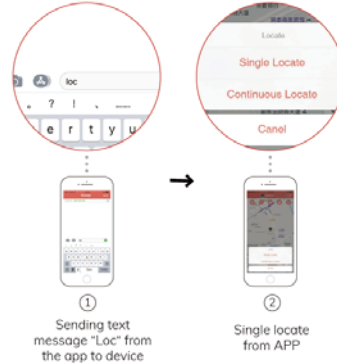 loc
, ? ! ‚
e r t y u
Locate
Single Locate
Continuous Locate
Canel
→
1
Sending text
message "Loc" from
the app to device
2
Single locate
from APP